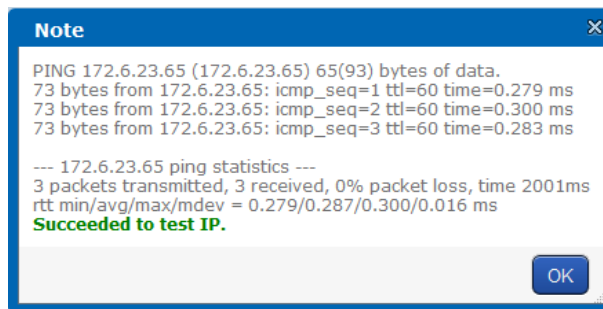 Note
PING 172.6.23.65 (172.6.23.65) 65(93) bytes of data.
73 bytes from 172.6.23.65: icmp_seq=1 ttl=60 time=0.279 ms
73 bytes from 172.6.23.65: icmp_seq=2 ttl=60 time=0.300 ms
73 bytes from 172.6.23.65: icmp_seq=3 ttl=60 time=0.283 ms
--- 172.6.23.65 ping statistics ---
3 packets transmitted, 3 received, 0% packet loss, time 2001ms
rtt min/avg/max/mdev = 0.279/0.287/0.300/0.016 ms
Succeeded to test IP.
OK